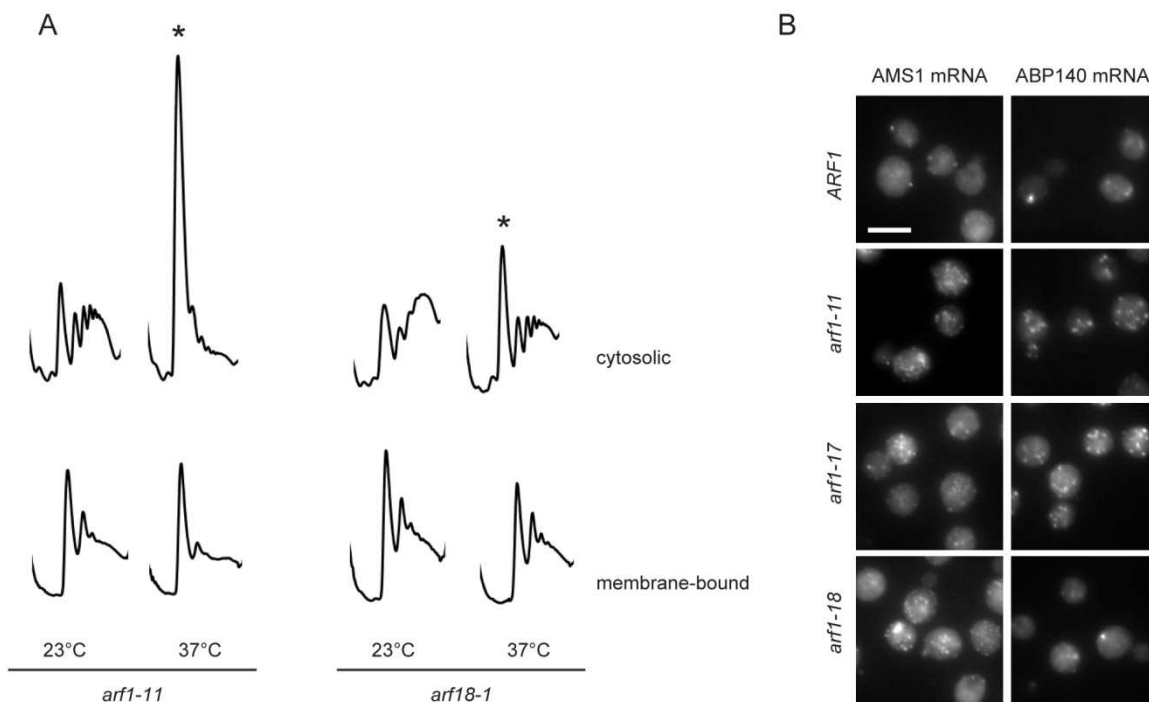 A
B
*
*
AMS1 mRNA
ABP140 mRNA
ARF1
arf1-11
arf1-17
arf1-18
cytosolic
membrane-bound
23°C
37°C
23°C
37°C
arf1-11
arf18-1